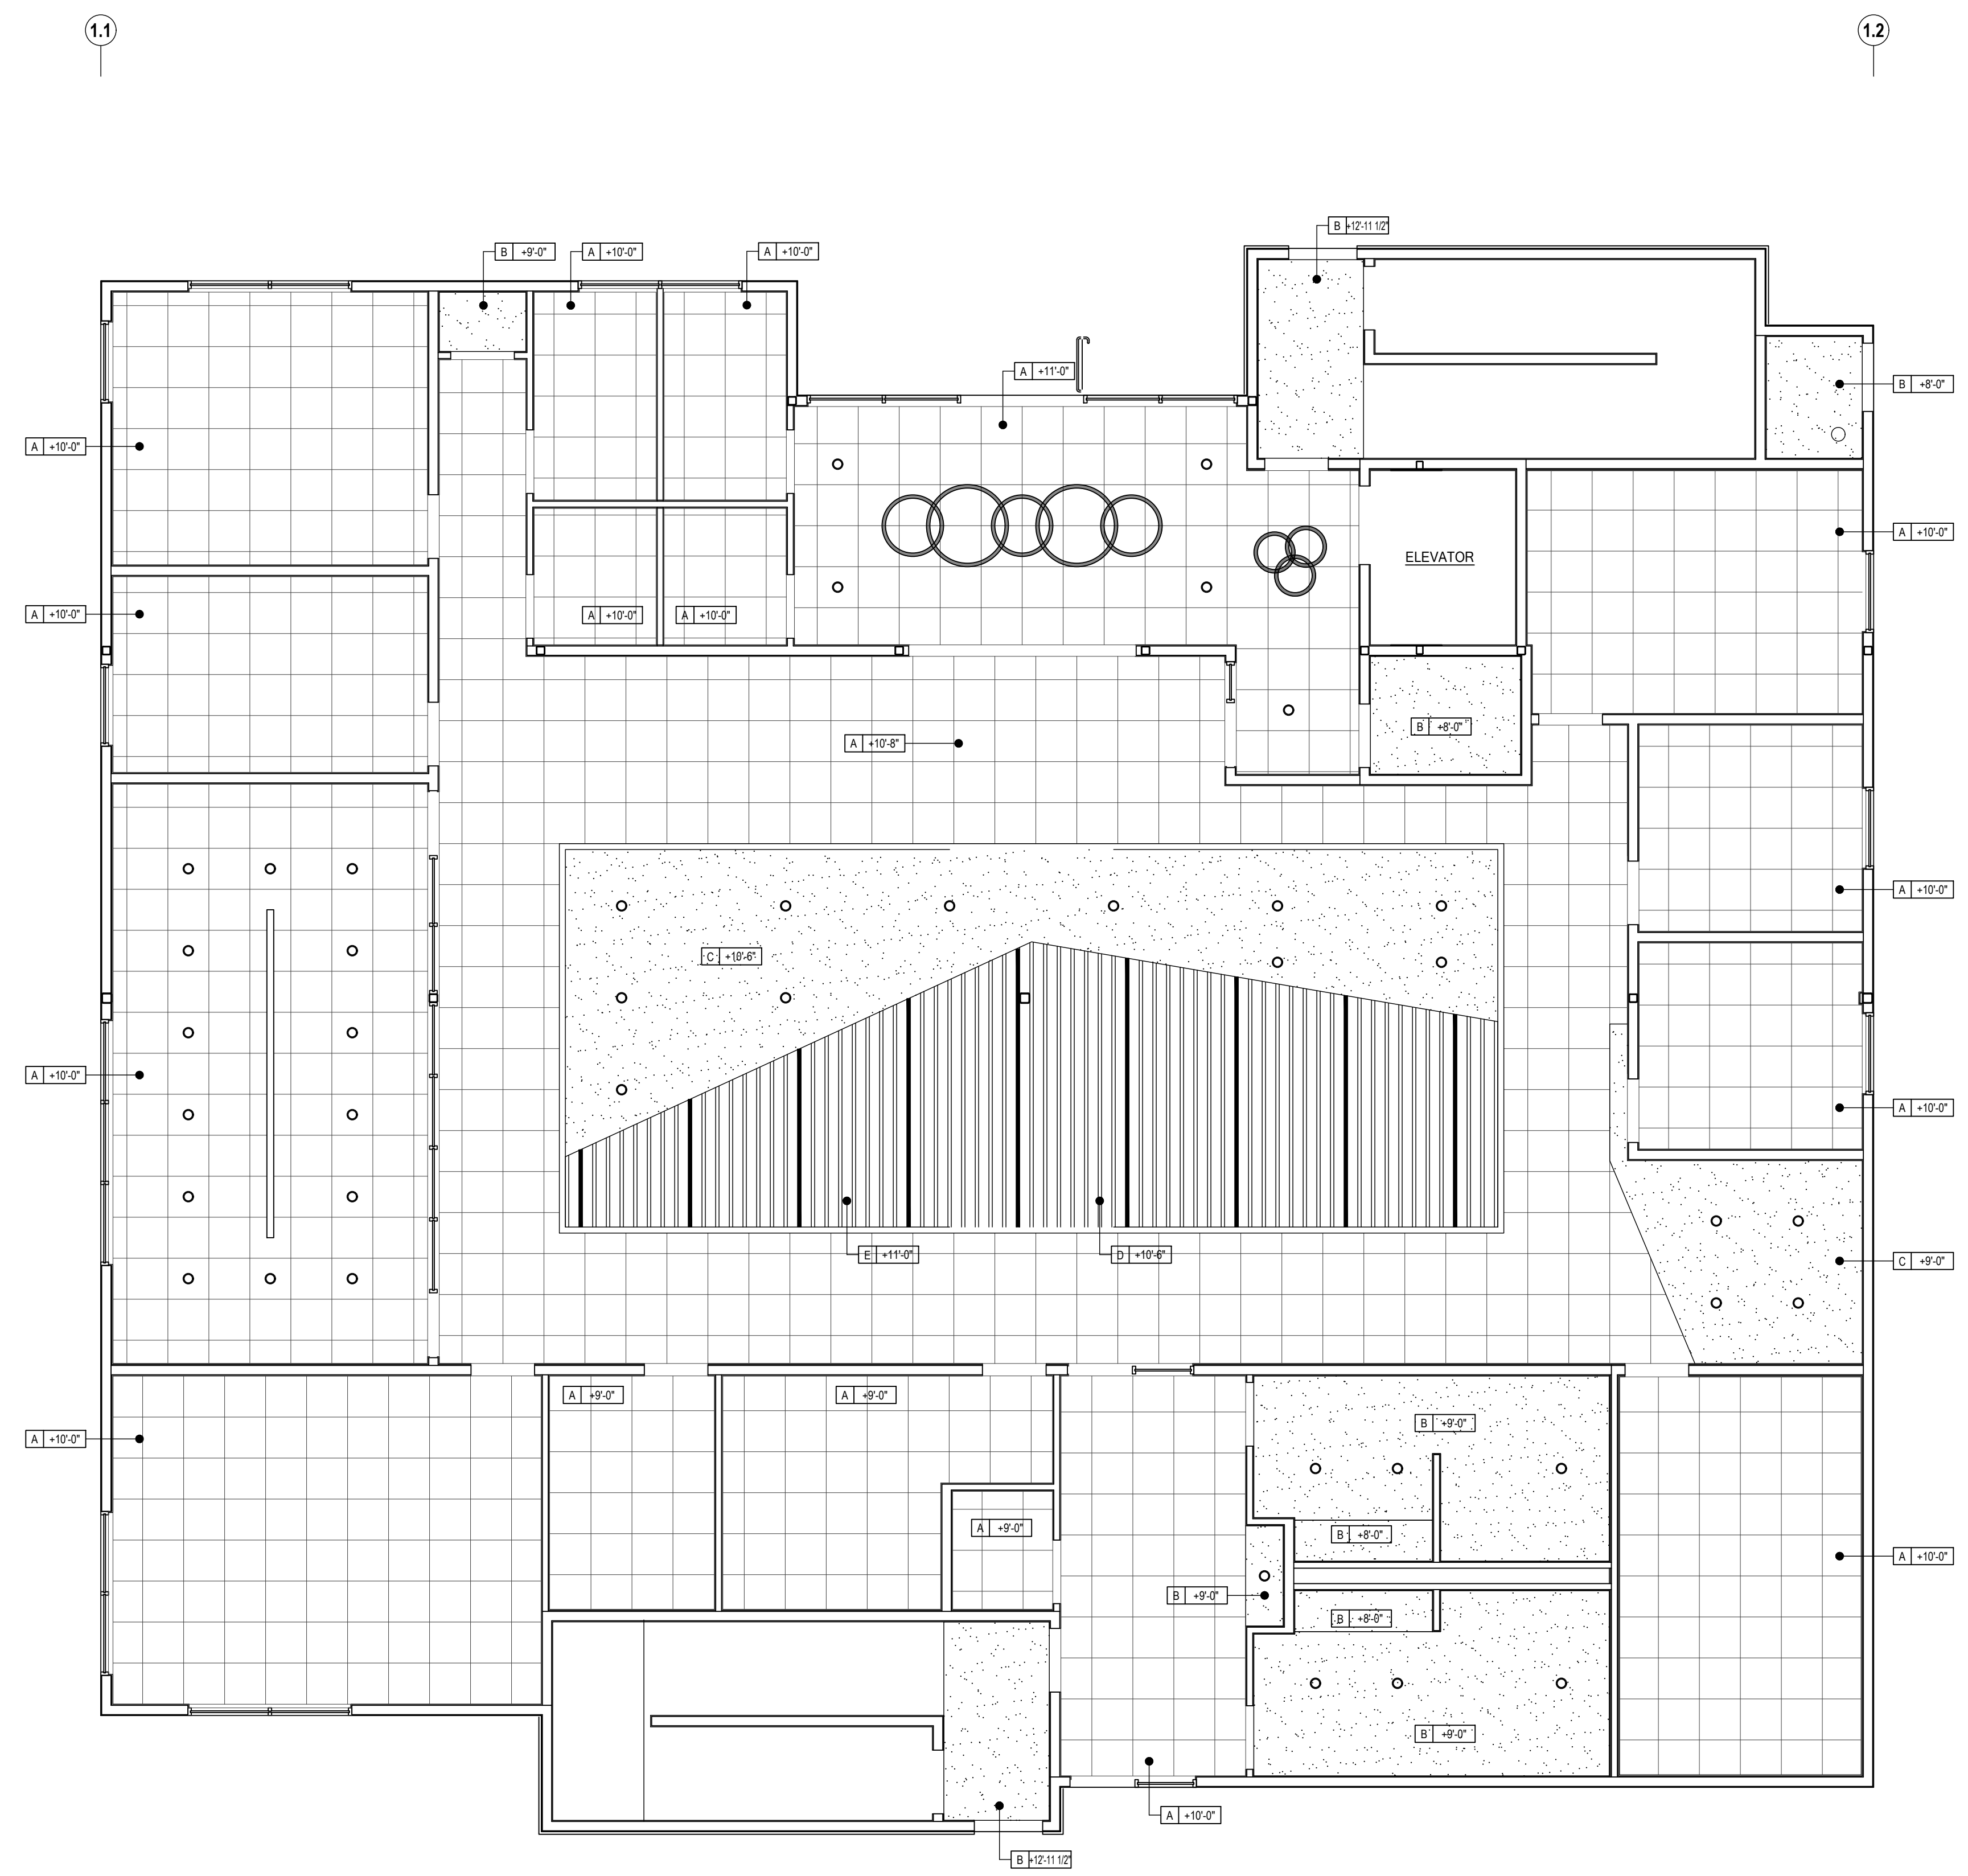 1.1
1.2
B +12'-11 1/2"
B +9'-0"
A +10'-0"
A +10'-0"
A +11'-0"
B +8'-0"
A +10'-0"
A +10'-0"
ELEVATOR
A +10'-0"
A +10'-0"
A +10'-0"
B +8'-0"
A +10'-8"
A +10'-0"
C +10'-6"
A +10'-0"
A +10'-0"
E +11'-0"
D +10'-6"
C +9'-0"
A +9'-0"
A +9'-0"
B +9'-0"
A +10'-0"
A +9'-0"
B +8'-0"
A +10'-0"
B +9'-0"
B +8'-0"
B +9'-0"
A +10'-0"
B +12'-11 1/2"